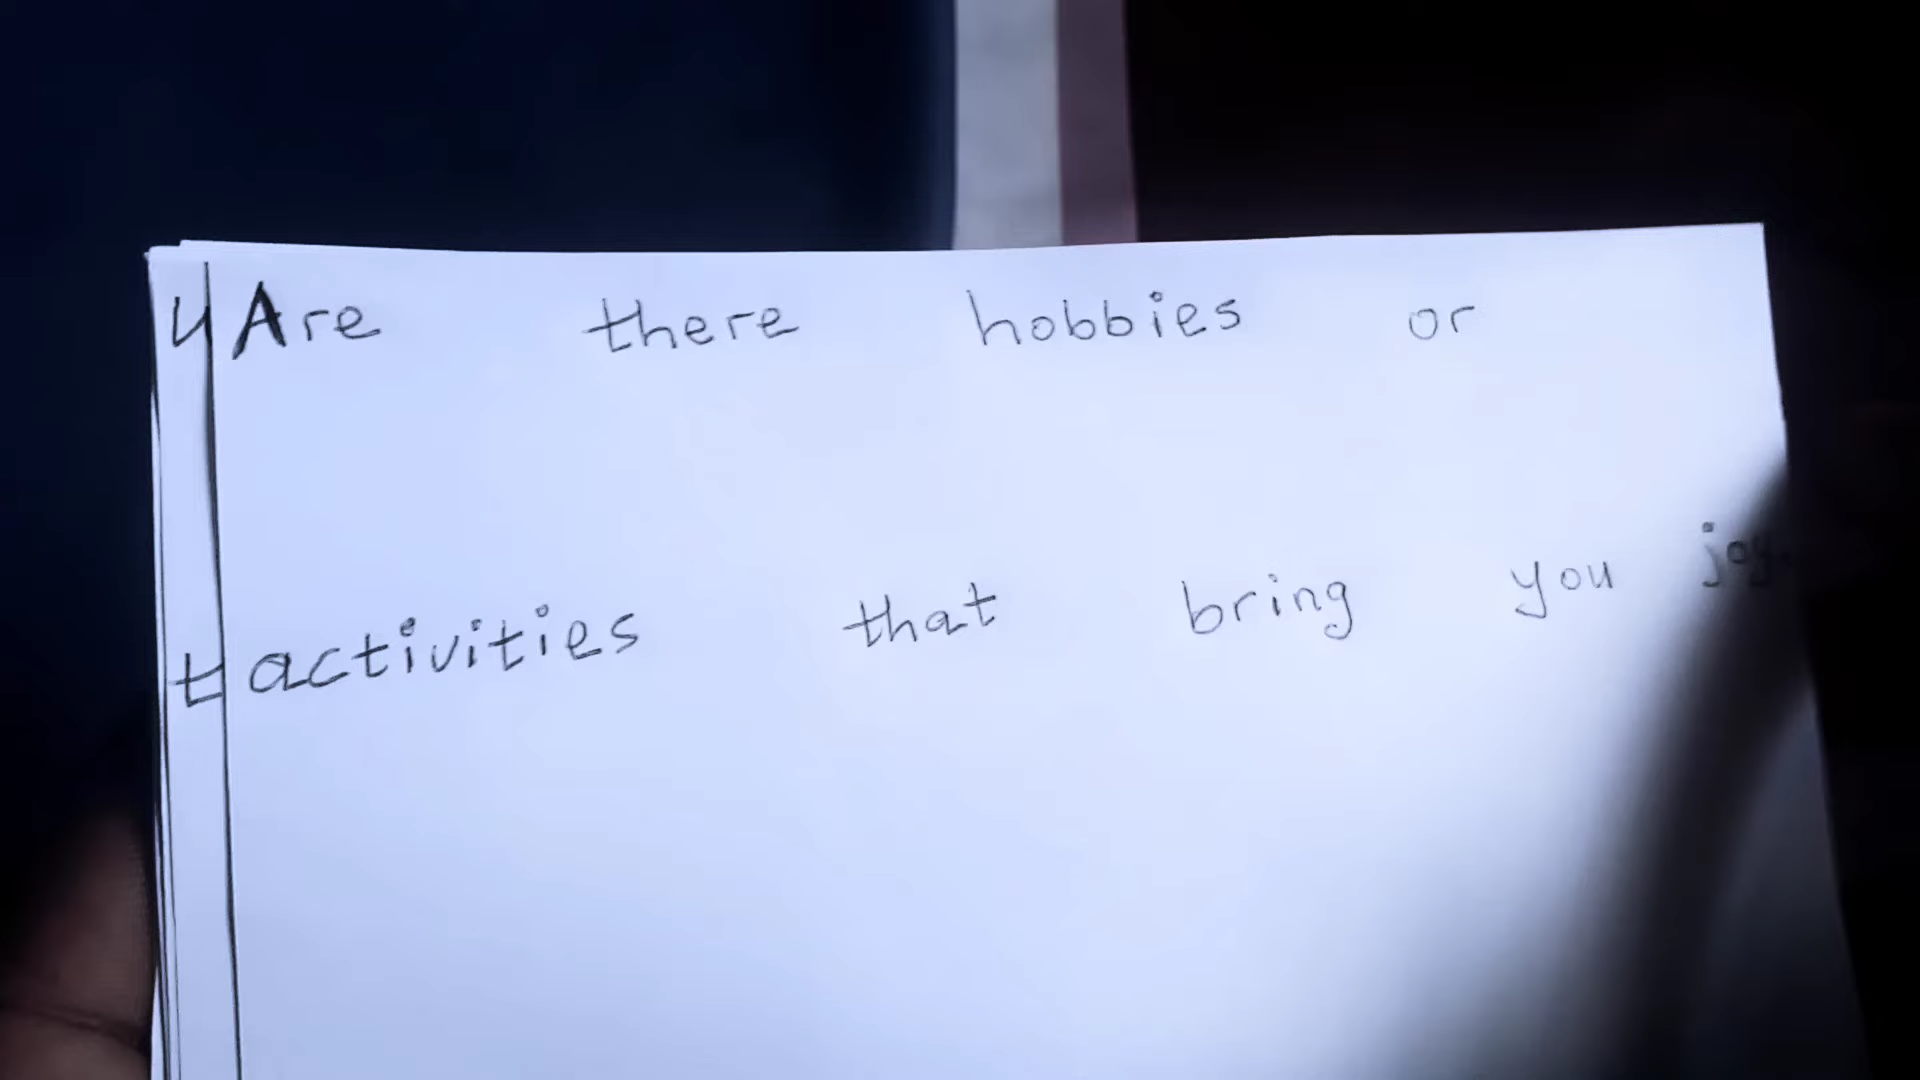 Are there hobbies or
activities that bring you